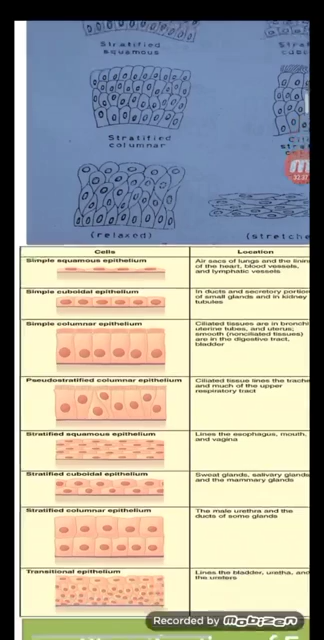 Stratified
squamous
Stratified
columnar
(relaxed)
Cells
Location
Simple squamous epithelium
Air sacs of lungs and the
of the heart, blood vessels,
and lymphatic vessels
Simple cuboidal epithelium
In ducts and secretory
of small glands and in kidney
tubules
Simple columnar epithelium
Ciliated tissues are in
uterine tubes, and uterus;
smooth (nonciliated tissues)
are in the digestive tract,
bladder
Pseudostratified columnar epithelium
Ciliated tissue lines the
and much of the upper
respiratory tract
Stratified squamous epithelium
Lines the esophagus, mouth,
and vagina
Stratified cuboidal epithelium
Sweat glands, salivary glands
and the mammary glands
Stratified columnar epithelium
The male urethra and the
ducts of some glands
Transitional epithelium
Lines the bladder, uretha, and
the ureters
Recorded by mobizen